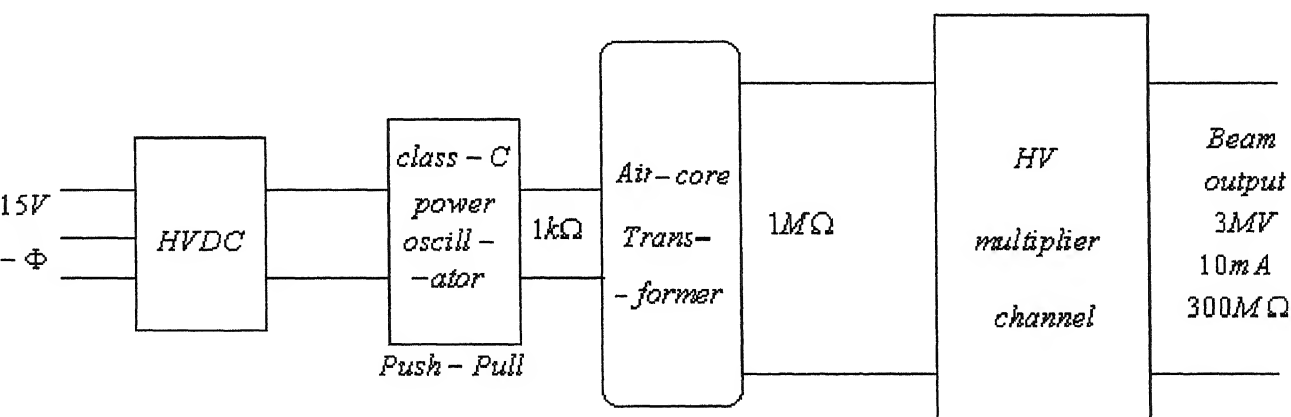 15V
– Φ
HVDC
class – C
power
oscill –
–ator
Push – Pull
1kΩ
Air–core
Trans–
– former
1MΩ
HV
multiplier
channel
Beam
output
3MV
10mA
300MΩ